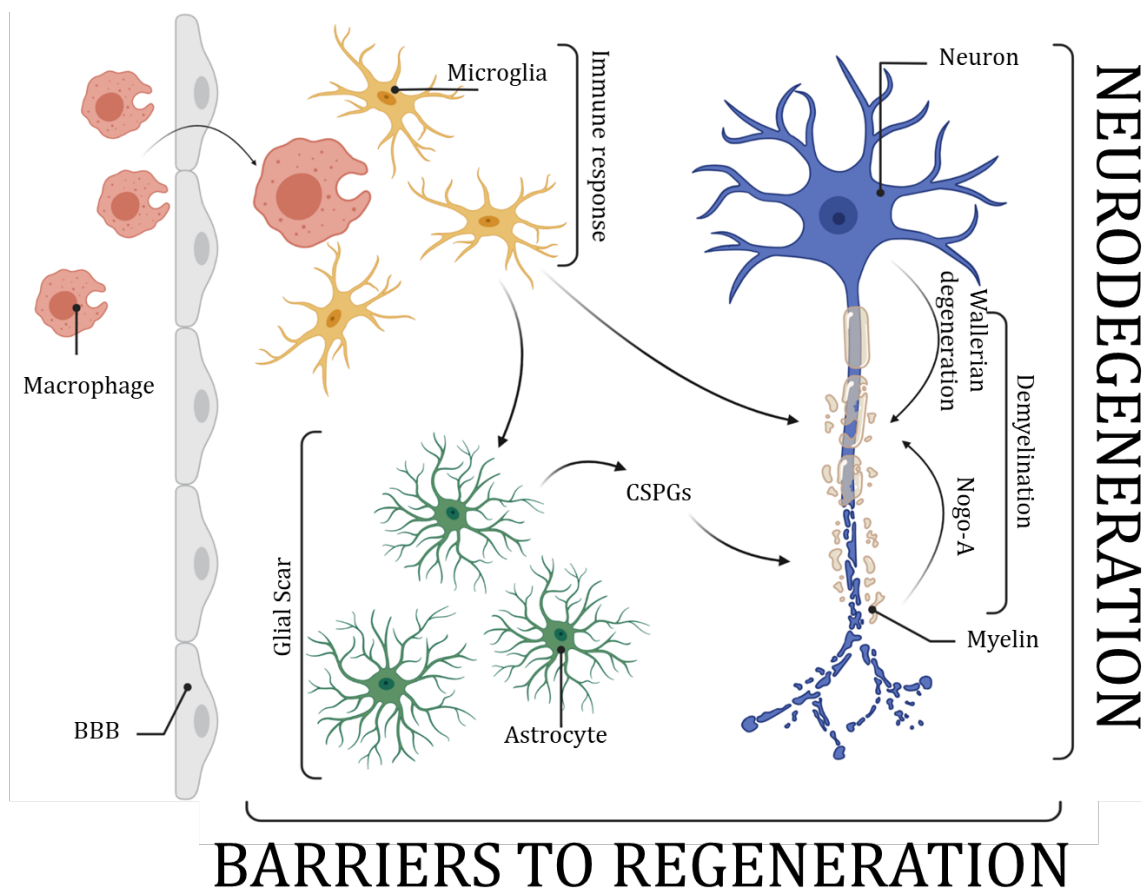 Microglia
Immune response
Neuron
NEURODEGENERATION
Macrophage
Wallerian
degeneration
Demyelination
Nogo-A
CSPGs
Glial Scar
Myelin
Astrocyte
BBB
BARRIERS TO REGENERATION